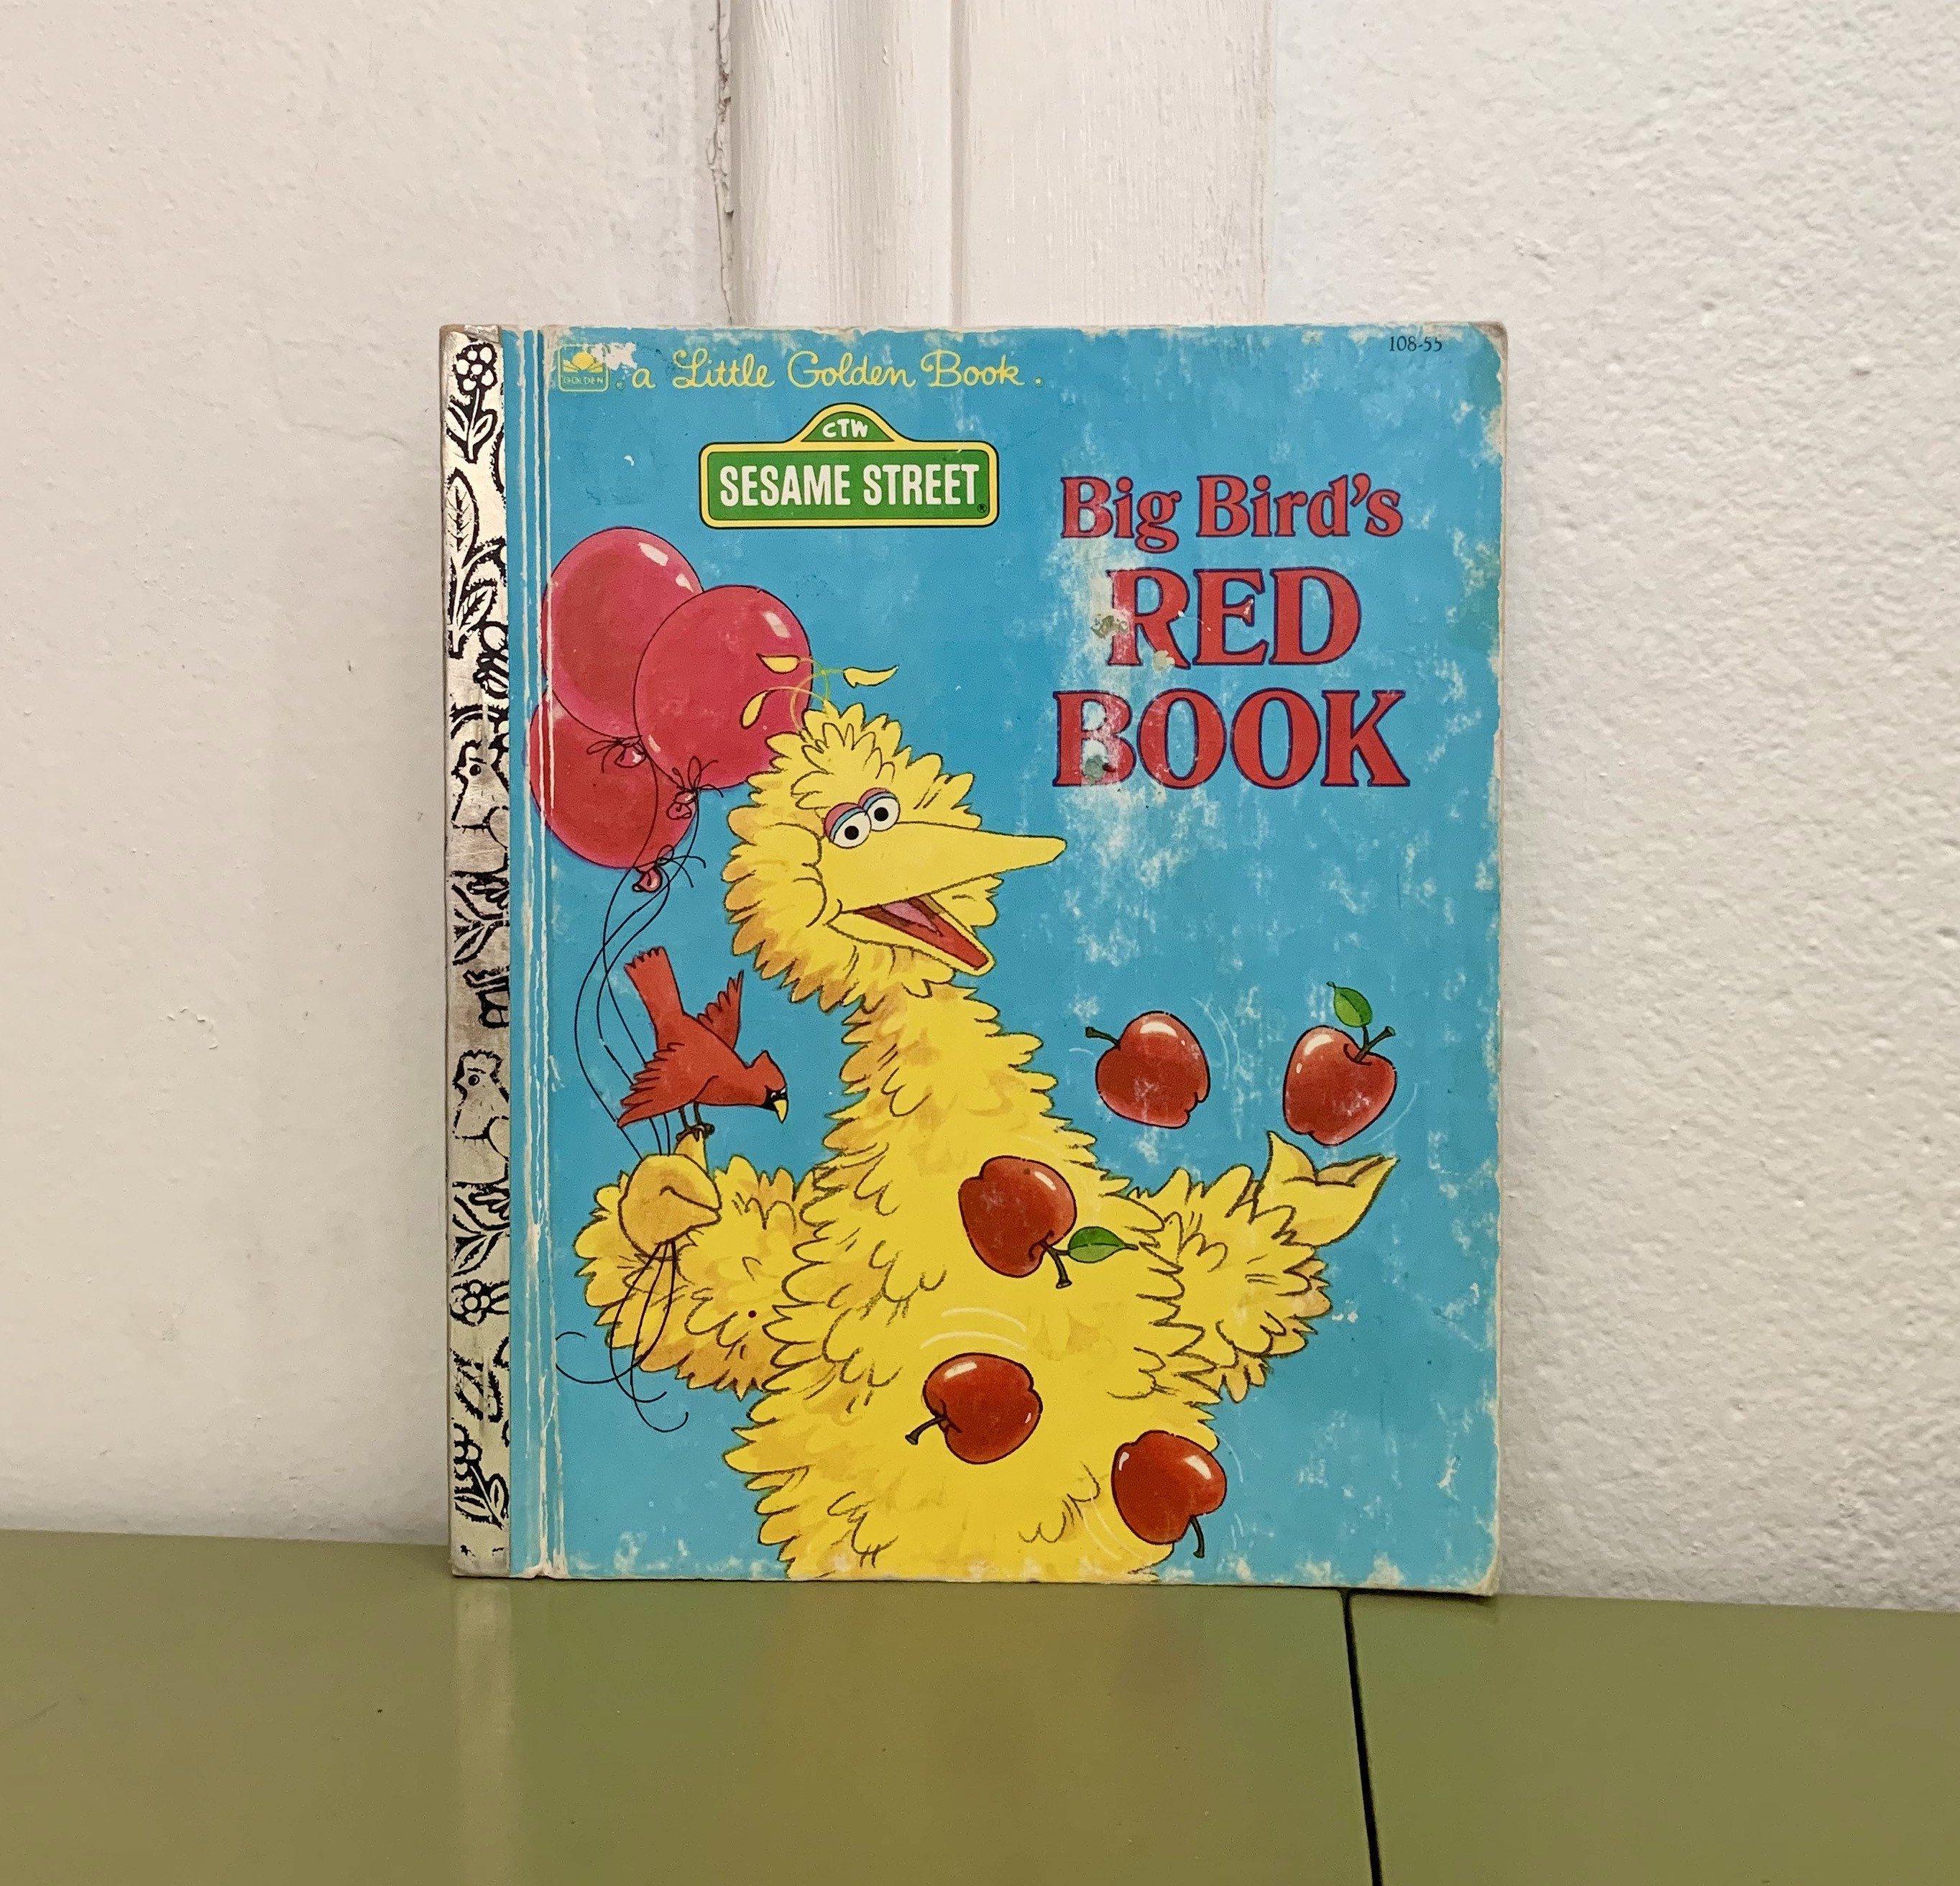 108-55
GOLDEN
a Little Golden Book
CTW
SESAME STREET
Big Bird's
RED
BOOK